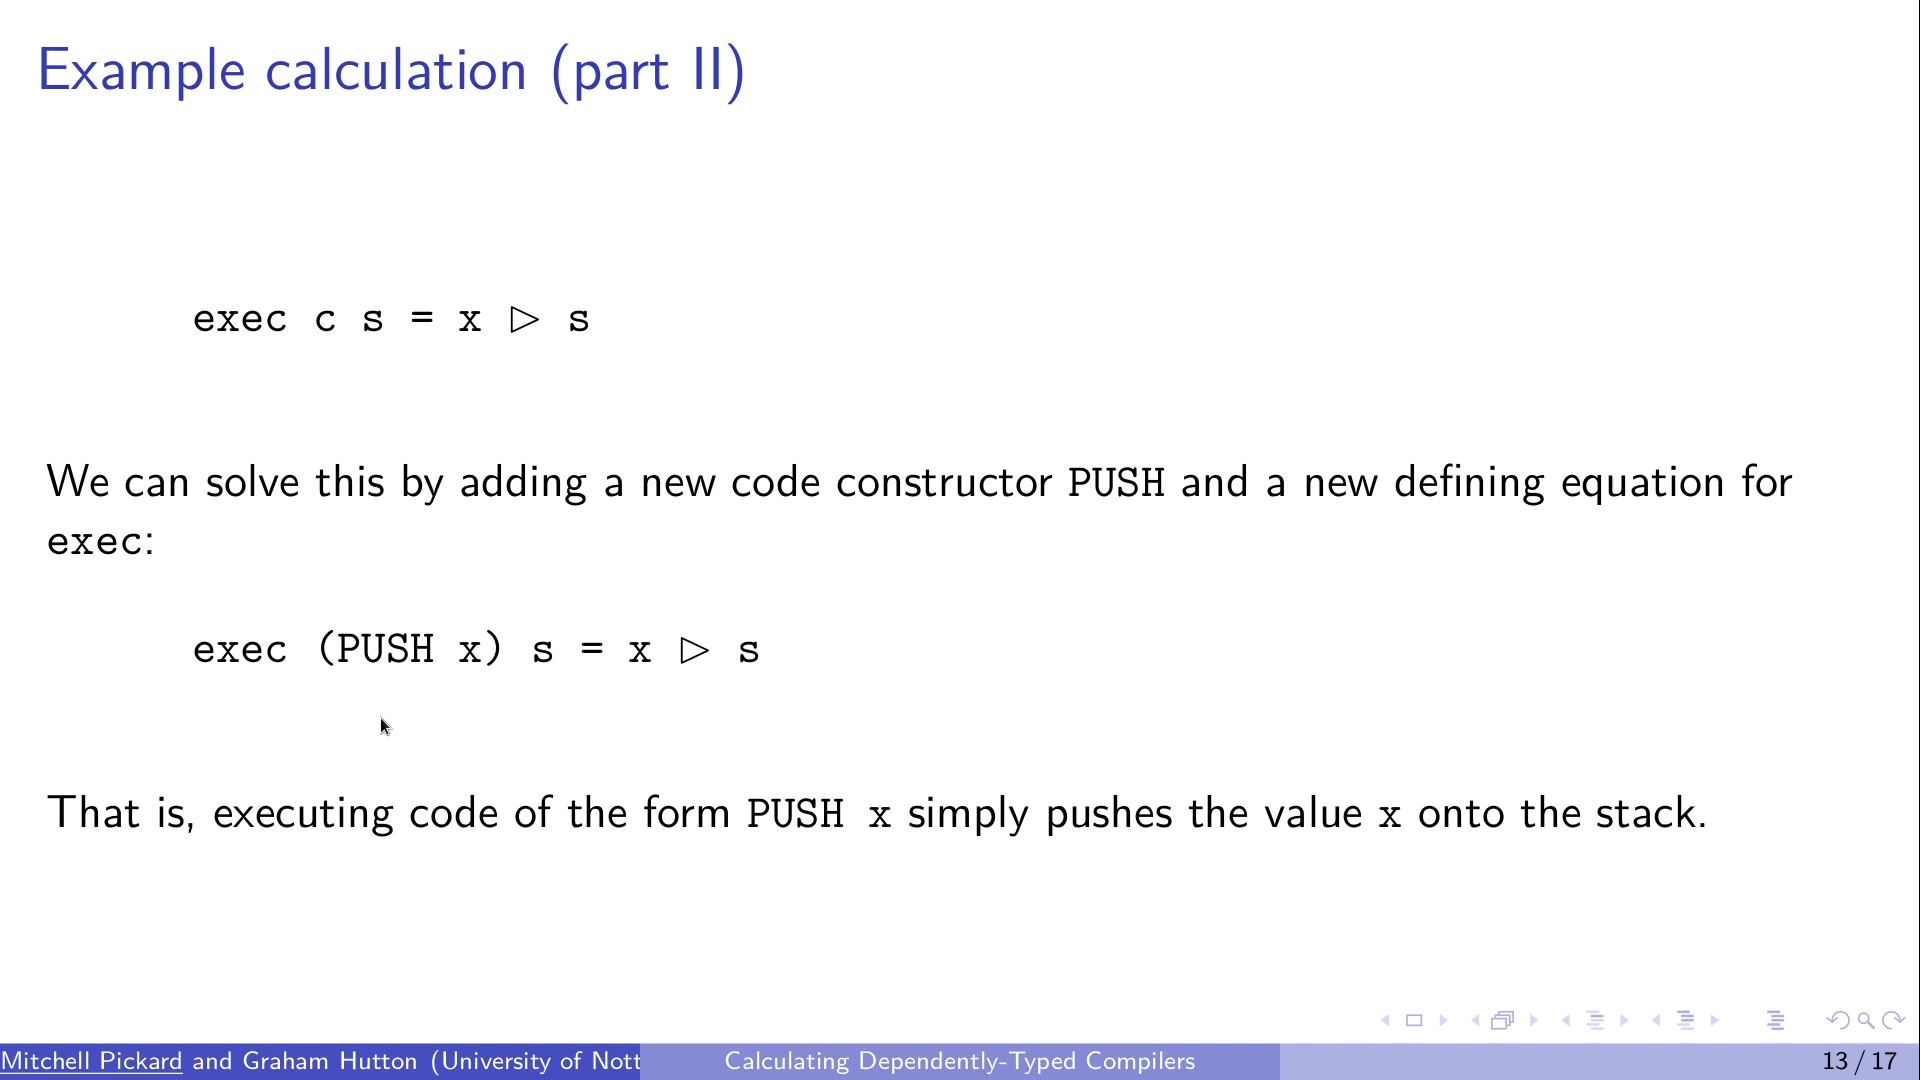 Example calculation (part II)
exec c s = x ▷ s
We can solve this by adding a new code constructor PUSH and a new defining equation for
exec:
exec (PUSH x) s = x ▷ s
That is, executing code of the form PUSH x simply pushes the value x onto the stack.
Mitchell Pickard and Graham Hutton (University of Nott
Calculating Dependently-Typed Compilers
13 / 17